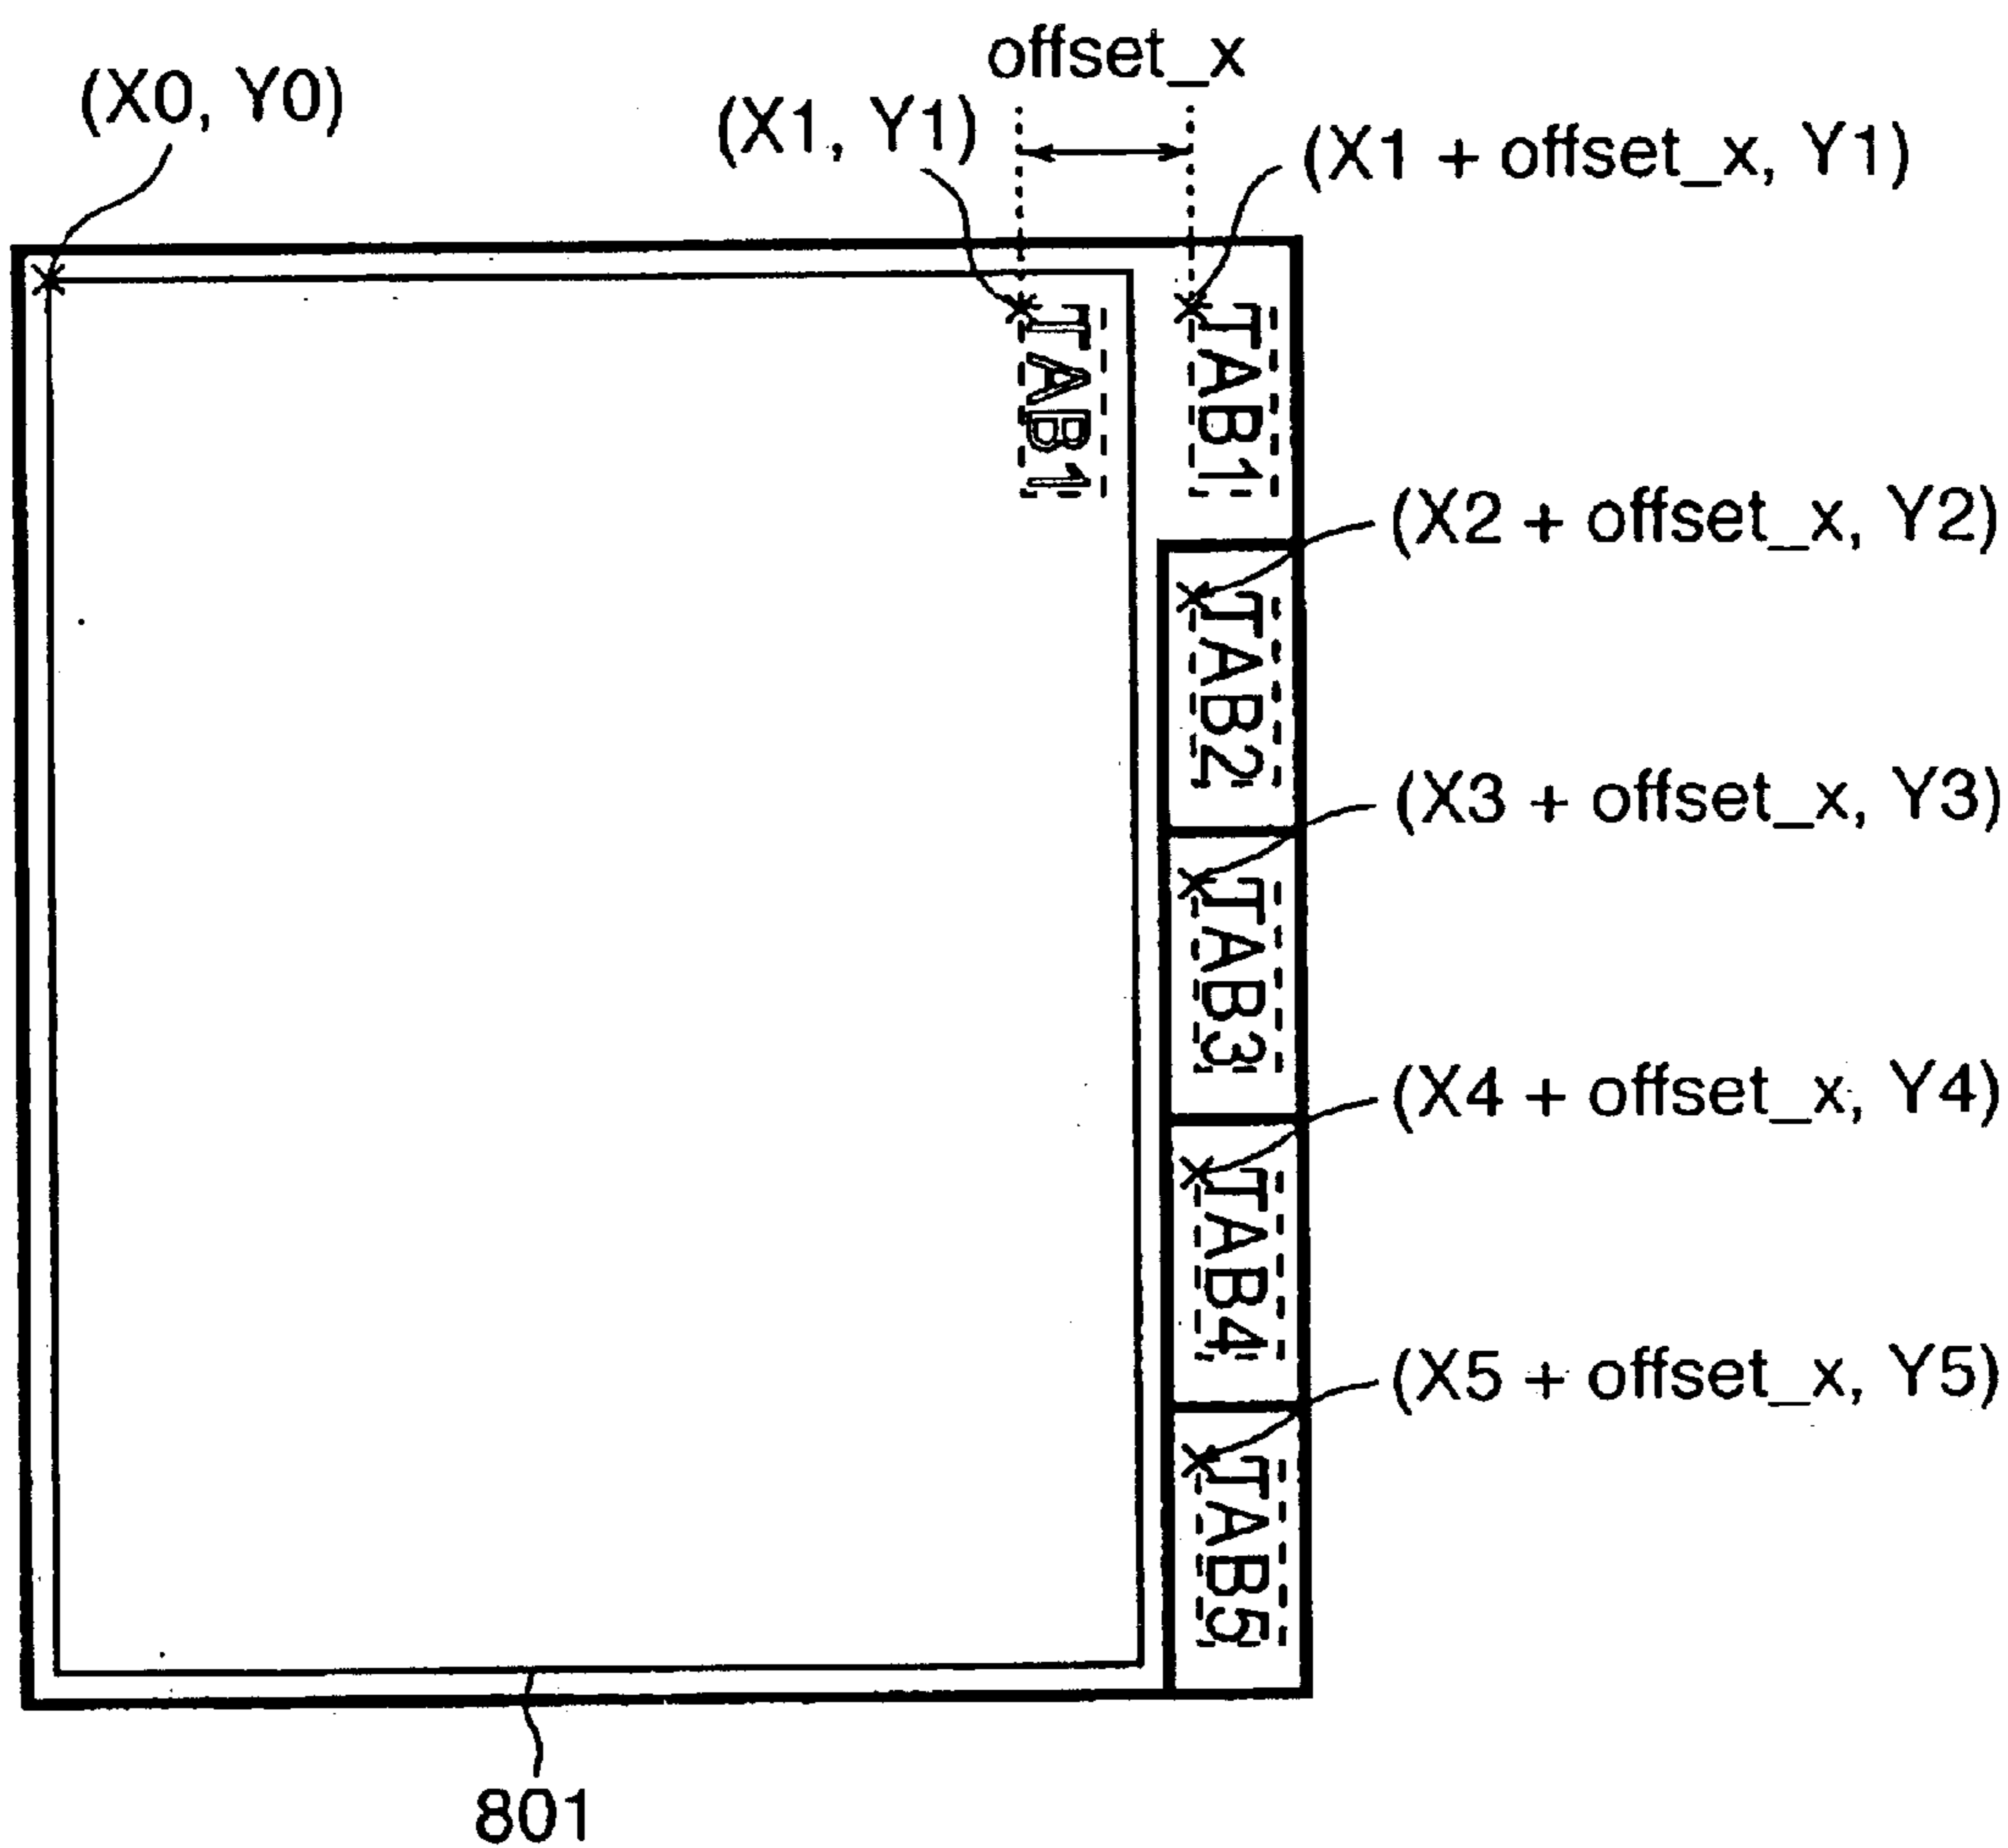 offset_x
(X0, Y0)
(X1, Y1)
(X1 + offset_x, Y1)
TAB1
TAB1
(X2 + offset_x, Y2)
TAB2
(X3 + offset_x, Y3)
TAB3
(X4 + offset_x, Y4)
TAB4
(X5 + offset_x, Y5)
TAB5
801